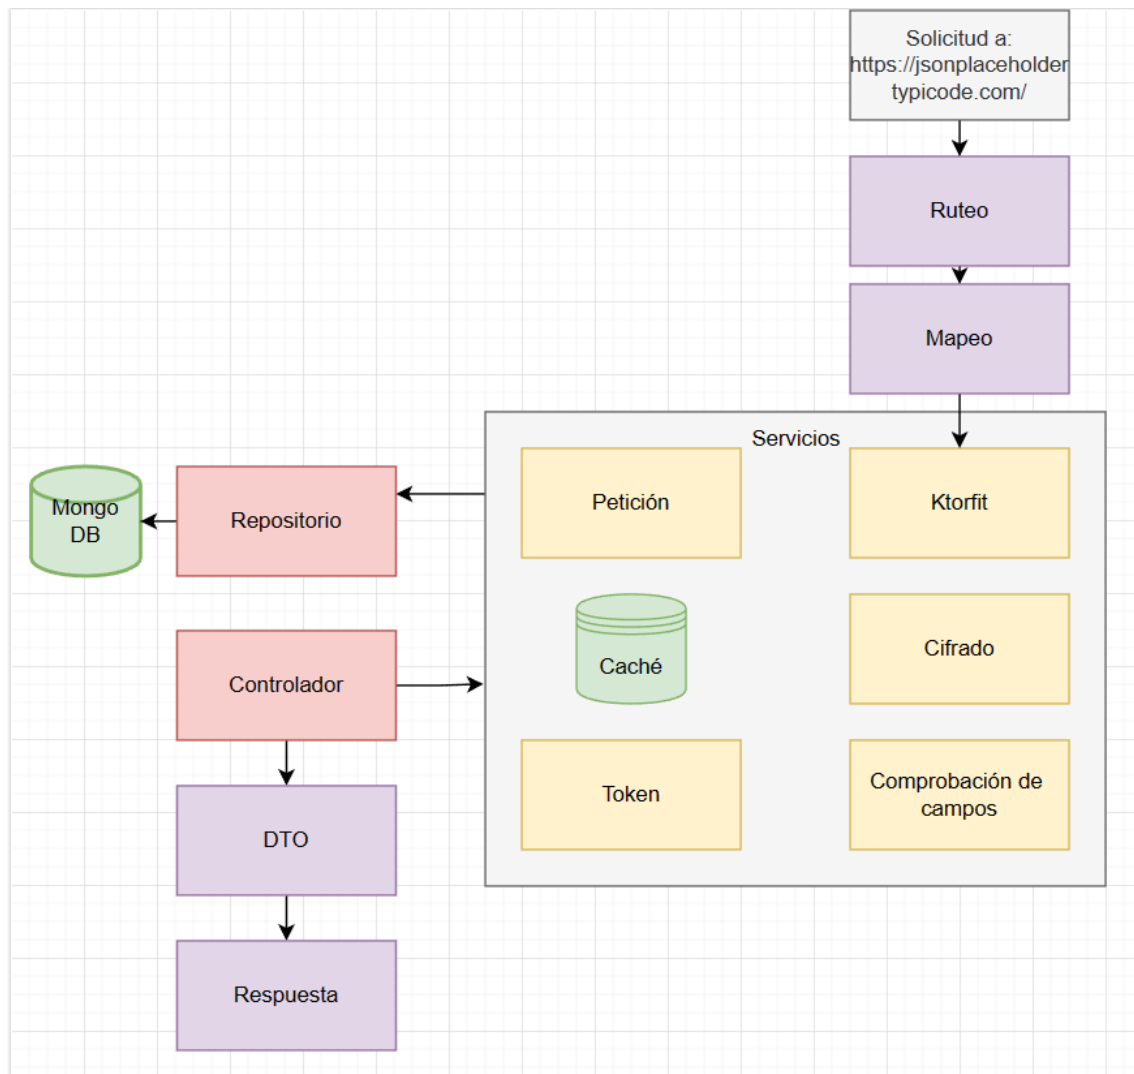 Solicitud a:
https://jsonplaceholder
typicode.com/
Ruteo
Mapeo
Servicios
Petición
Ktorfit
Mongo
DB
Repositorio
Caché
Cifrado
Controlador
Token
Comprobación de
campos
DTO
Respuesta